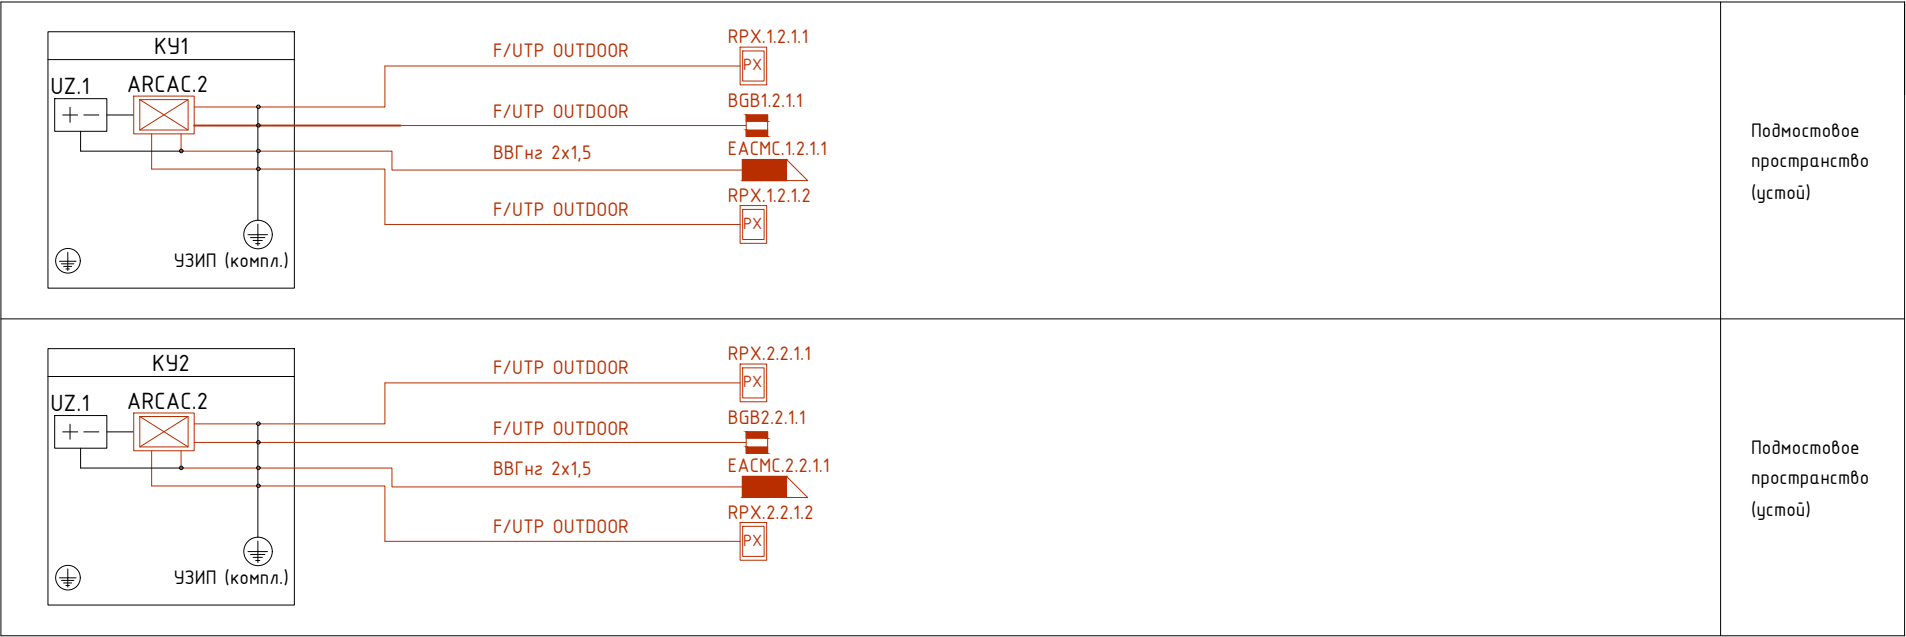 КУ1
UZ.1
ARCAC.2
УЗИП (компл.)
F/UTP OUTDOOR
RPX.1.2.1.1
PX
F/UTP OUTDOOR
BGB1.2.1.1
ВВГнг 2х1,5
EACMC.1.2.1.1
F/UTP OUTDOOR
RPX.1.2.1.2
PX
Подмостовое
пространство
(устой)
КУ2
UZ.1
ARCAC.2
УЗИП (компл.)
F/UTP OUTDOOR
RPX.2.2.1.1
PX
F/UTP OUTDOOR
BGB2.2.1.1
ВВГнг 2х1,5
EACMC.2.2.1.1
F/UTP OUTDOOR
RPX.2.2.1.2
PX
Подмостовое
пространство
(устой)